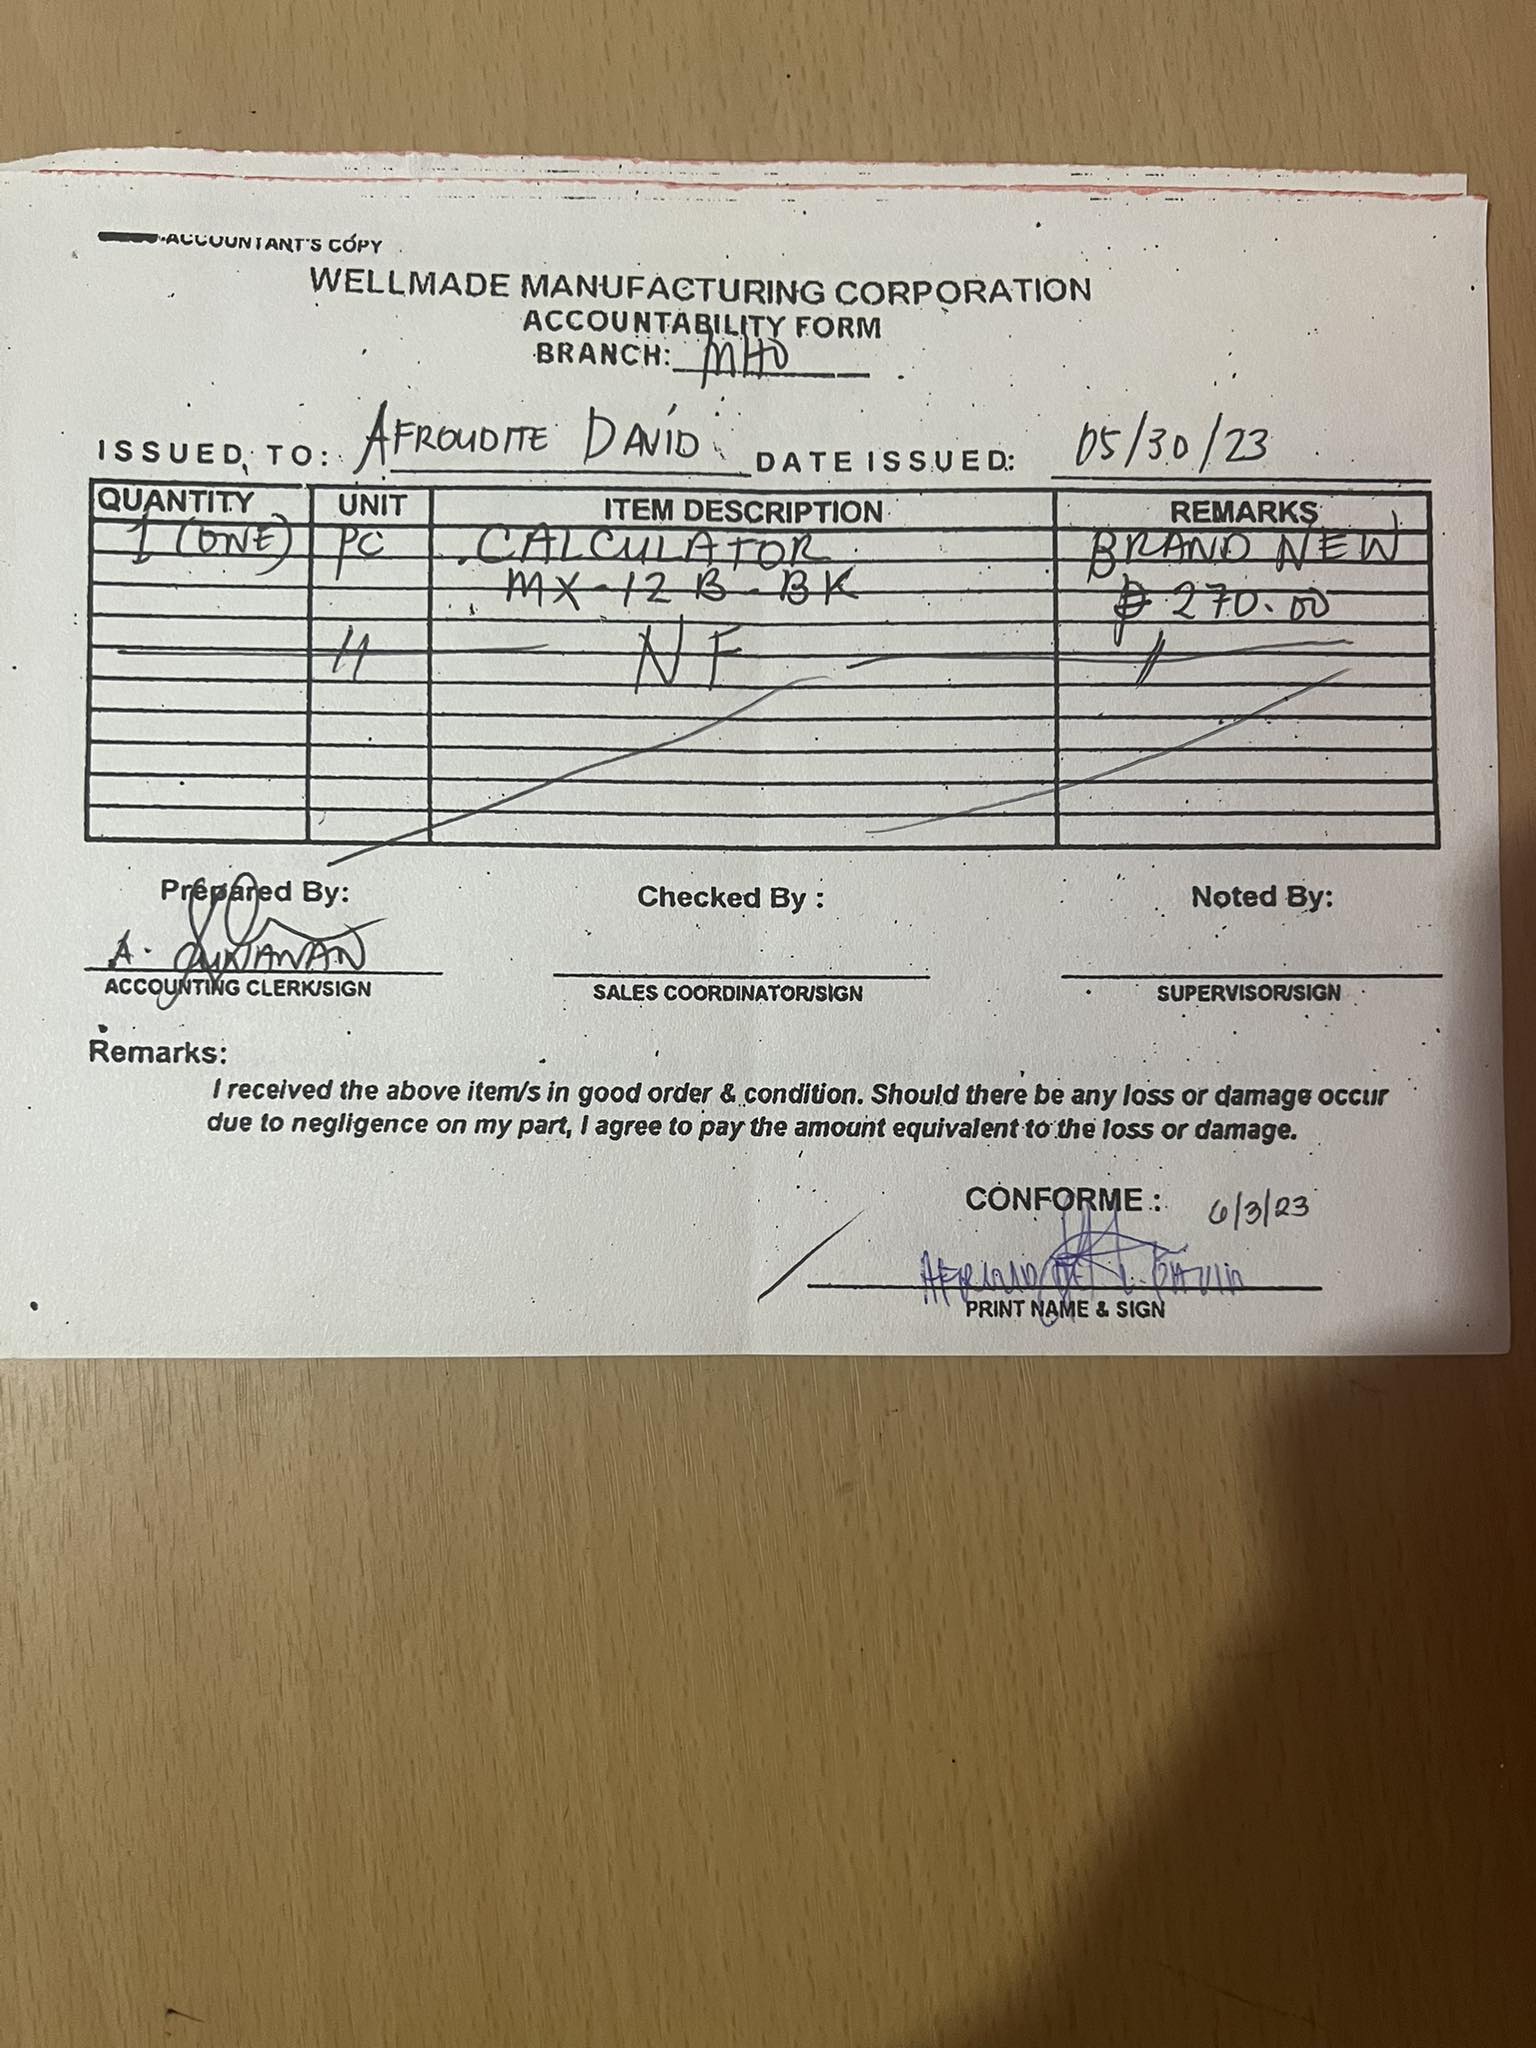 ACCOUNTANT'S COPY
WELLMADE MANUFACTURING CORPORATION
ACCOUNTABILITY FORM
BRANCH: MHO
ISSUED TO: AFROUDITE DAVID DATE ISSUED: 05/30/23
QUANTITY UNIT ITEM DESCRIPTION REMARKS
1 (ONE) PC CALCULATOR BRAND NEW
MX-12B-BK ₱ 270.00
// NF //
Prepared By: Checked By : Noted By:
A.
ACCOUNTING CLERK/SIGN SALES COORDINATOR/SIGN SUPERVISOR/SIGN
Remarks:
I received the above item/s in good order & condition. Should there be any loss or damage occur
due to negligence on my part, I agree to pay the amount equivalent to the loss or damage.
CONFORME : 6/3/23
DAVID
PRINT NAME & SIGN